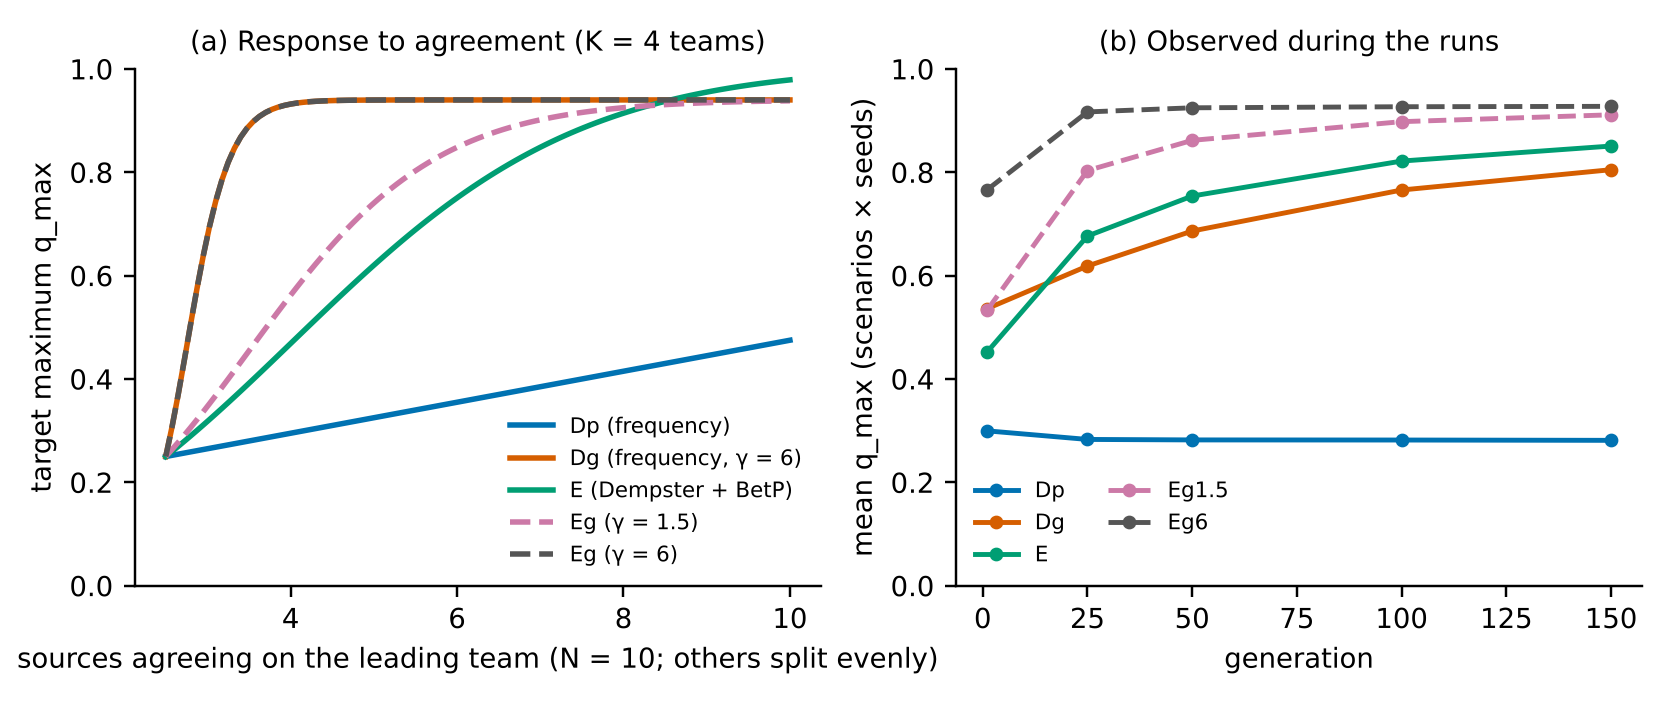 (a) Response to agreement (K = 4 teams)
target maximum q_max
1.0
0.8
0.6
0.4
0.2
0.0
4
6
8
10
sources agreeing on the leading team (N = 10; others split evenly)
Dp (frequency)
Dg (frequency, γ = 6)
E (Dempster + BetP)
Eg (γ = 1.5)
Eg (γ = 6)
(b) Observed during the runs
mean q_max (scenarios × seeds)
1.0
0.8
0.6
0.4
0.2
0.0
0
25
50
75
100
125
150
generation
Dp
Dg
E
Eg1.5
Eg6